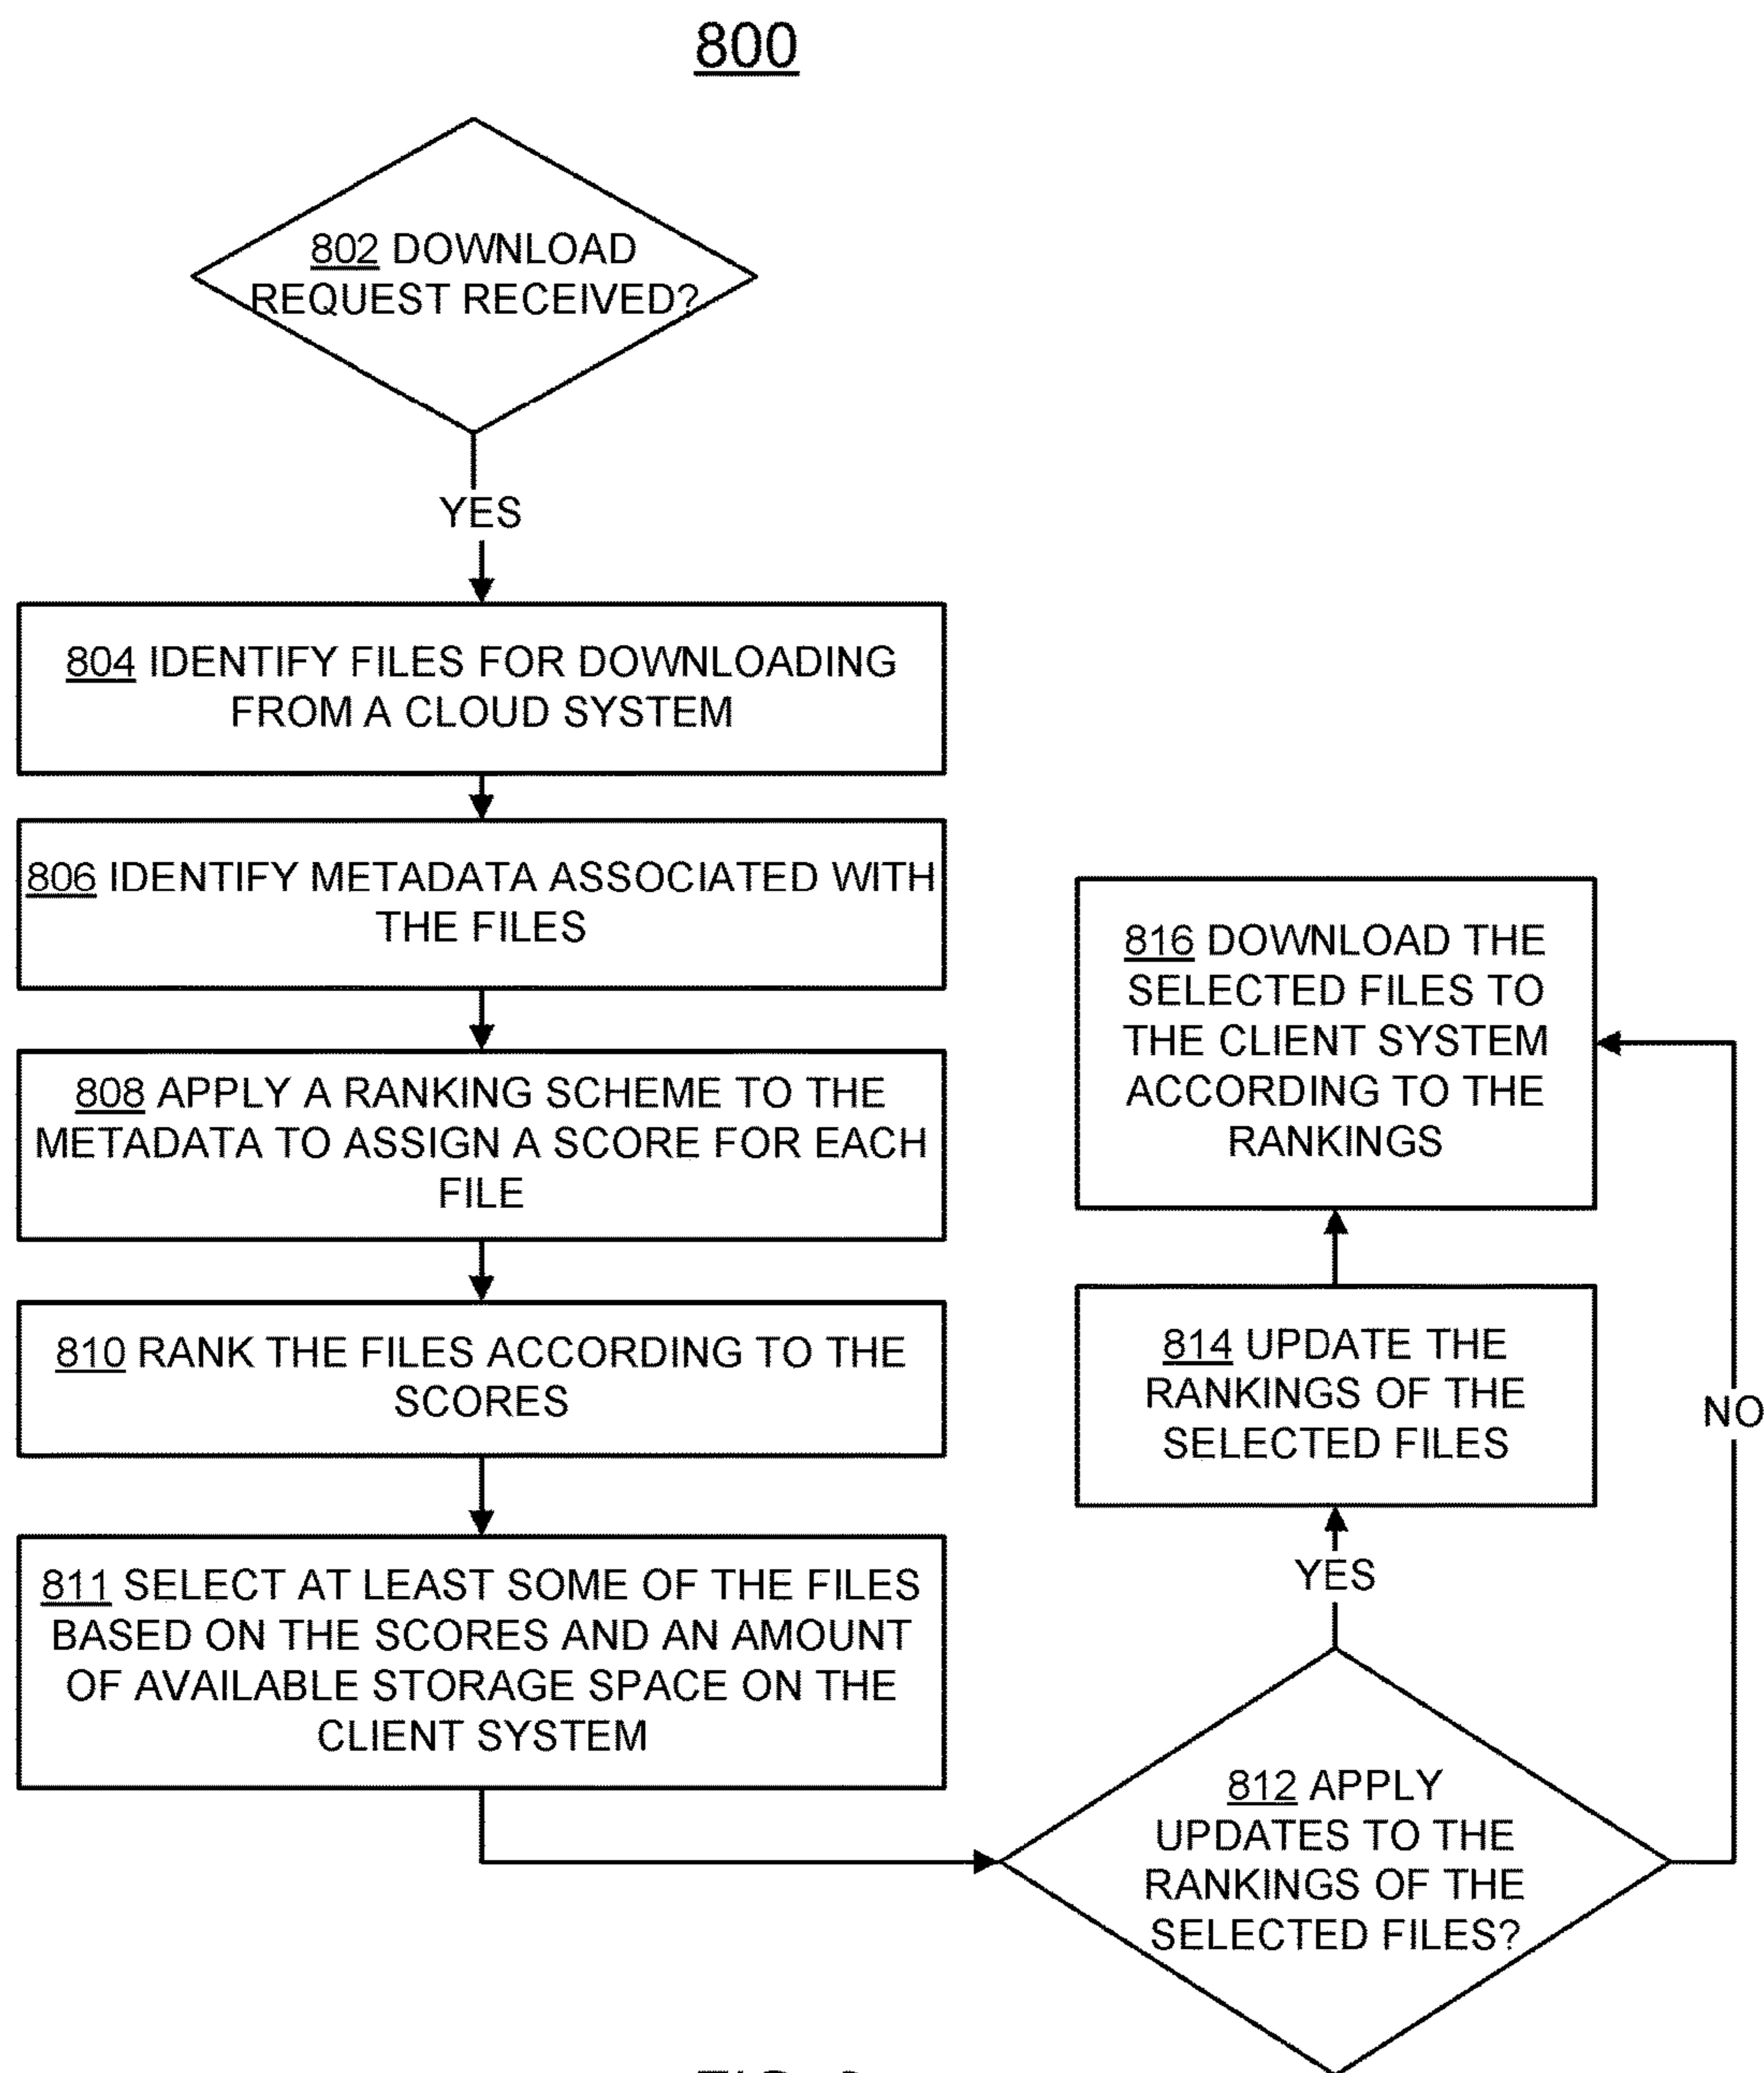 800
802 DOWNLOAD
REQUEST RECEIVED?
YES
804 IDENTIFY FILES FOR DOWNLOADING
FROM A CLOUD SYSTEM
806 IDENTIFY METADATA ASSOCIATED WITH
THE FILES
808 APPLY A RANKING SCHEME TO THE
METADATA TO ASSIGN A SCORE FOR EACH
FILE
810 RANK THE FILES ACCORDING TO THE
SCORES
811 SELECT AT LEAST SOME OF THE FILES
BASED ON THE SCORES AND AN AMOUNT
OF AVAILABLE STORAGE SPACE ON THE
CLIENT SYSTEM
812 APPLY
UPDATES TO THE
RANKINGS OF THE
SELECTED FILES?
YES
814 UPDATE THE
RANKINGS OF THE
SELECTED FILES
NO
816 DOWNLOAD THE
SELECTED FILES TO
THE CLIENT SYSTEM
ACCORDING TO THE
RANKINGS